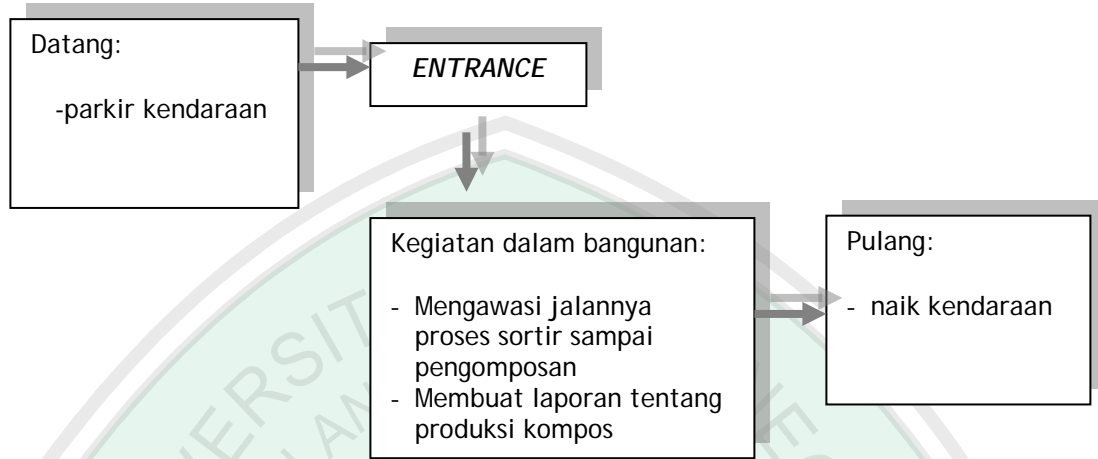 Datang:
-parkir kendaraan
ENTRANCE
Kegiatan dalam bangunan:
- Mengawasi jalannya
proses sortir sampai
pengomposan
- Membuat laporan tentang
produksi kompos
Pulang:
- naik kendaraan